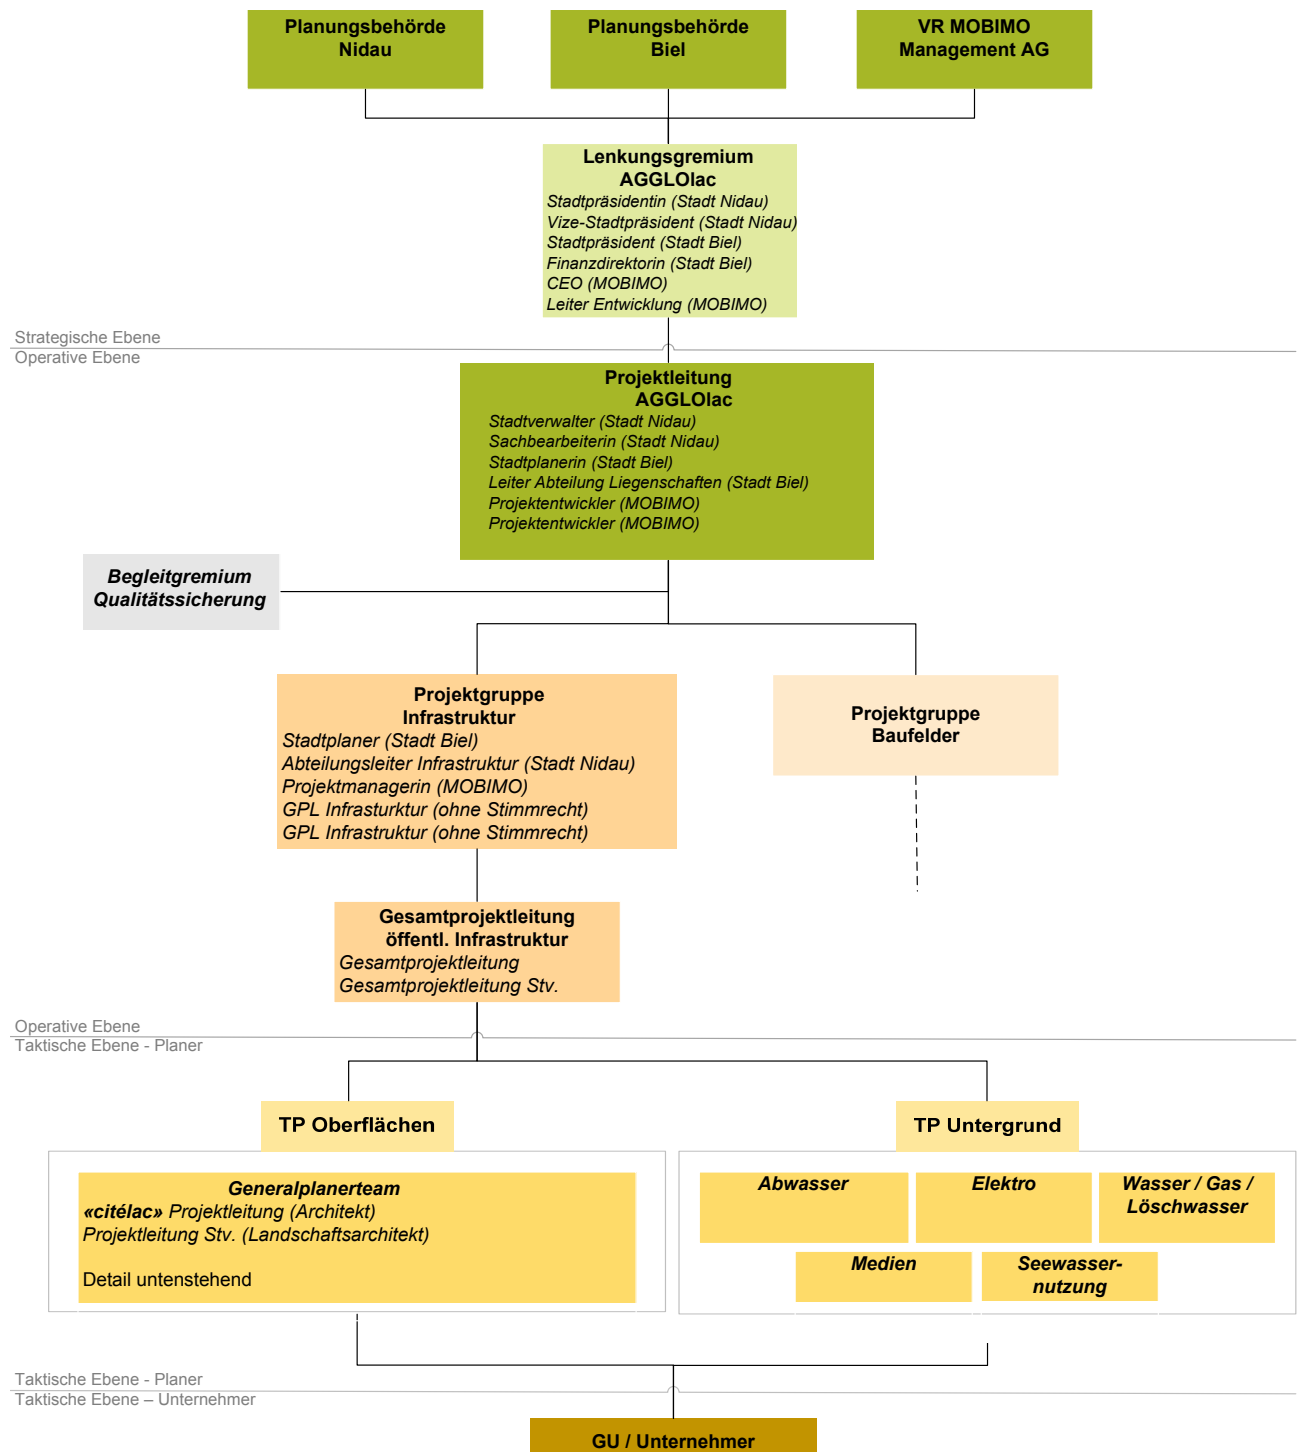 Planungsbehörde
Nidau
Planungsbehörde
Biel
VR MOBIMO
Management AG
Lenkungsgremium
AGGLOlac
Stadtpräsidentin (Stadt Nidau)
Vize-Stadtpräsident (Stadt Nidau)
Stadtpräsident (Stadt Biel)
Finanzdirektorin (Stadt Biel)
CEO (MOBIMO)
Leiter Entwicklung (MOBIMO)
Strategische Ebene
Operative Ebene
Projektleitung
AGGLOlac
Stadtverwalter (Stadt Nidau)
Sachbearbeiterin (Stadt Nidau)
Stadtplanerin (Stadt Biel)
Leiter Abteilung Liegenschaften (Stadt Biel)
Projektentwickler (MOBIMO)
Projektentwickler (MOBIMO)
Begleitgremium
Qualitätssicherung
Projektgruppe
Infrastruktur
Stadtplaner (Stadt Biel)
Abteilungsleiter Infrastruktur (Stadt Nidau)
Projektmanagerin (MOBIMO)
GPL Infrasturktur (ohne Stimmrecht)
GPL Infrastruktur (ohne Stimmrecht)
Projektgruppe
Baufelder
Gesamtprojektleitung
öffentl. Infrastruktur
Gesamtprojektleitung
Gesamtprojektleitung Stv.
Operative Ebene
Taktische Ebene - Planer
TP Oberflächen
TP Untergrund
Generalplanerteam
«citélac» Projektleitung (Architekt)
Projektleitung Stv. (Landschaftsarchitekt)
Detail untenstehend
Abwasser
Elektro
Wasser / Gas /
Löschwasser
Medien
Seewasser-
nutzung
Taktische Ebene - Planer
Taktische Ebene – Unternehmer
GU / Unternehmer